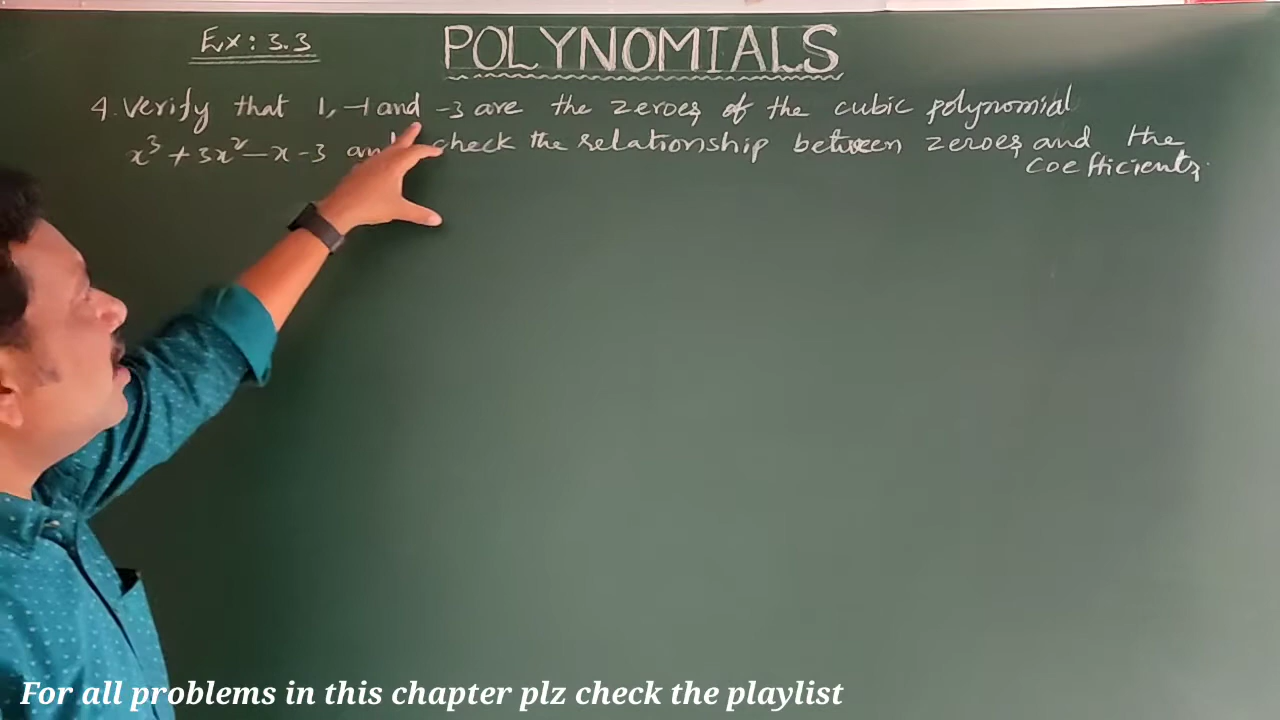 Ex: 3.3
POLYNOMIALS
4. Verify that 1, -1 and -3 are the zeroes of the cubic polynomial
x³ + 3x² - x - 3 and check the relationship between zeroes and the
coefficients.
For all problems in this chapter plz check the playlist